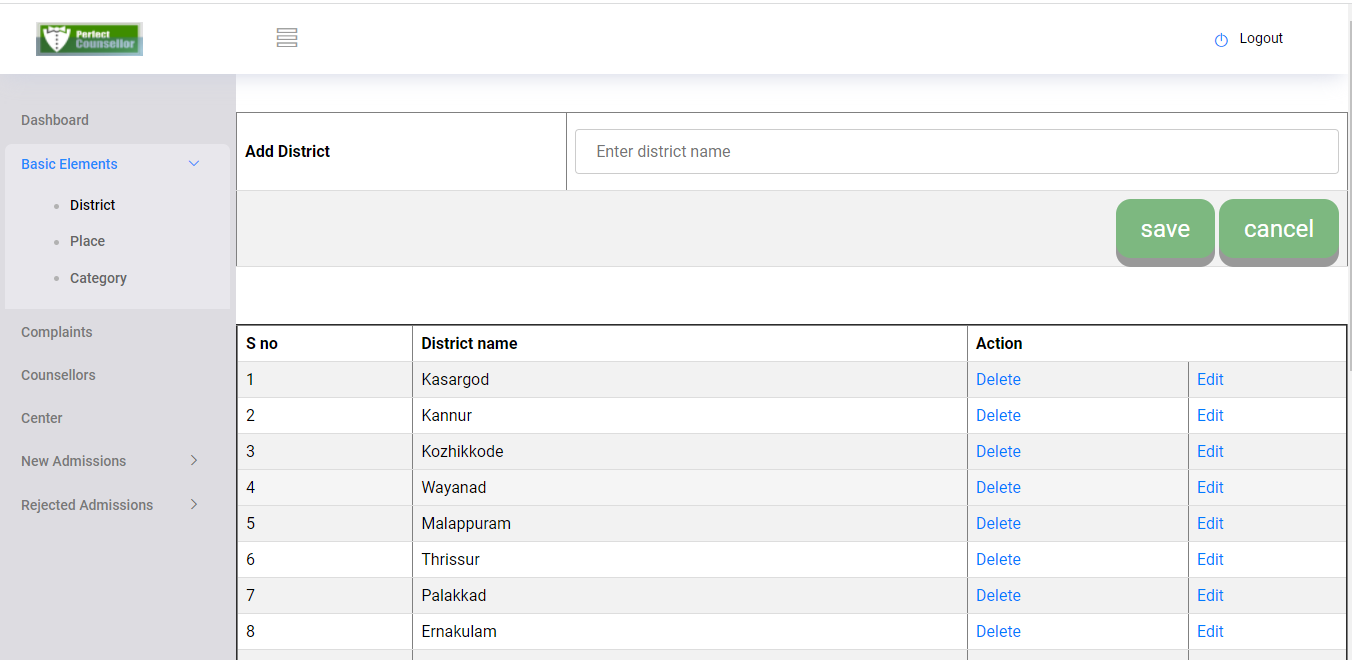 Perfect
Counsellor
Logout
Dashboard
Basic Elements
District
Place
Category
Complaints
Counsellors
Center
New Admissions
Rejected Admissions
Add District
Enter district name
save cancel
S no District name Action
1 Kasargod Delete Edit
2 Kannur Delete Edit
3 Kozhikkode Delete Edit
4 Wayanad Delete Edit
5 Malappuram Delete Edit
6 Thrissur Delete Edit
7 Palakkad Delete Edit
8 Ernakulam Delete Edit